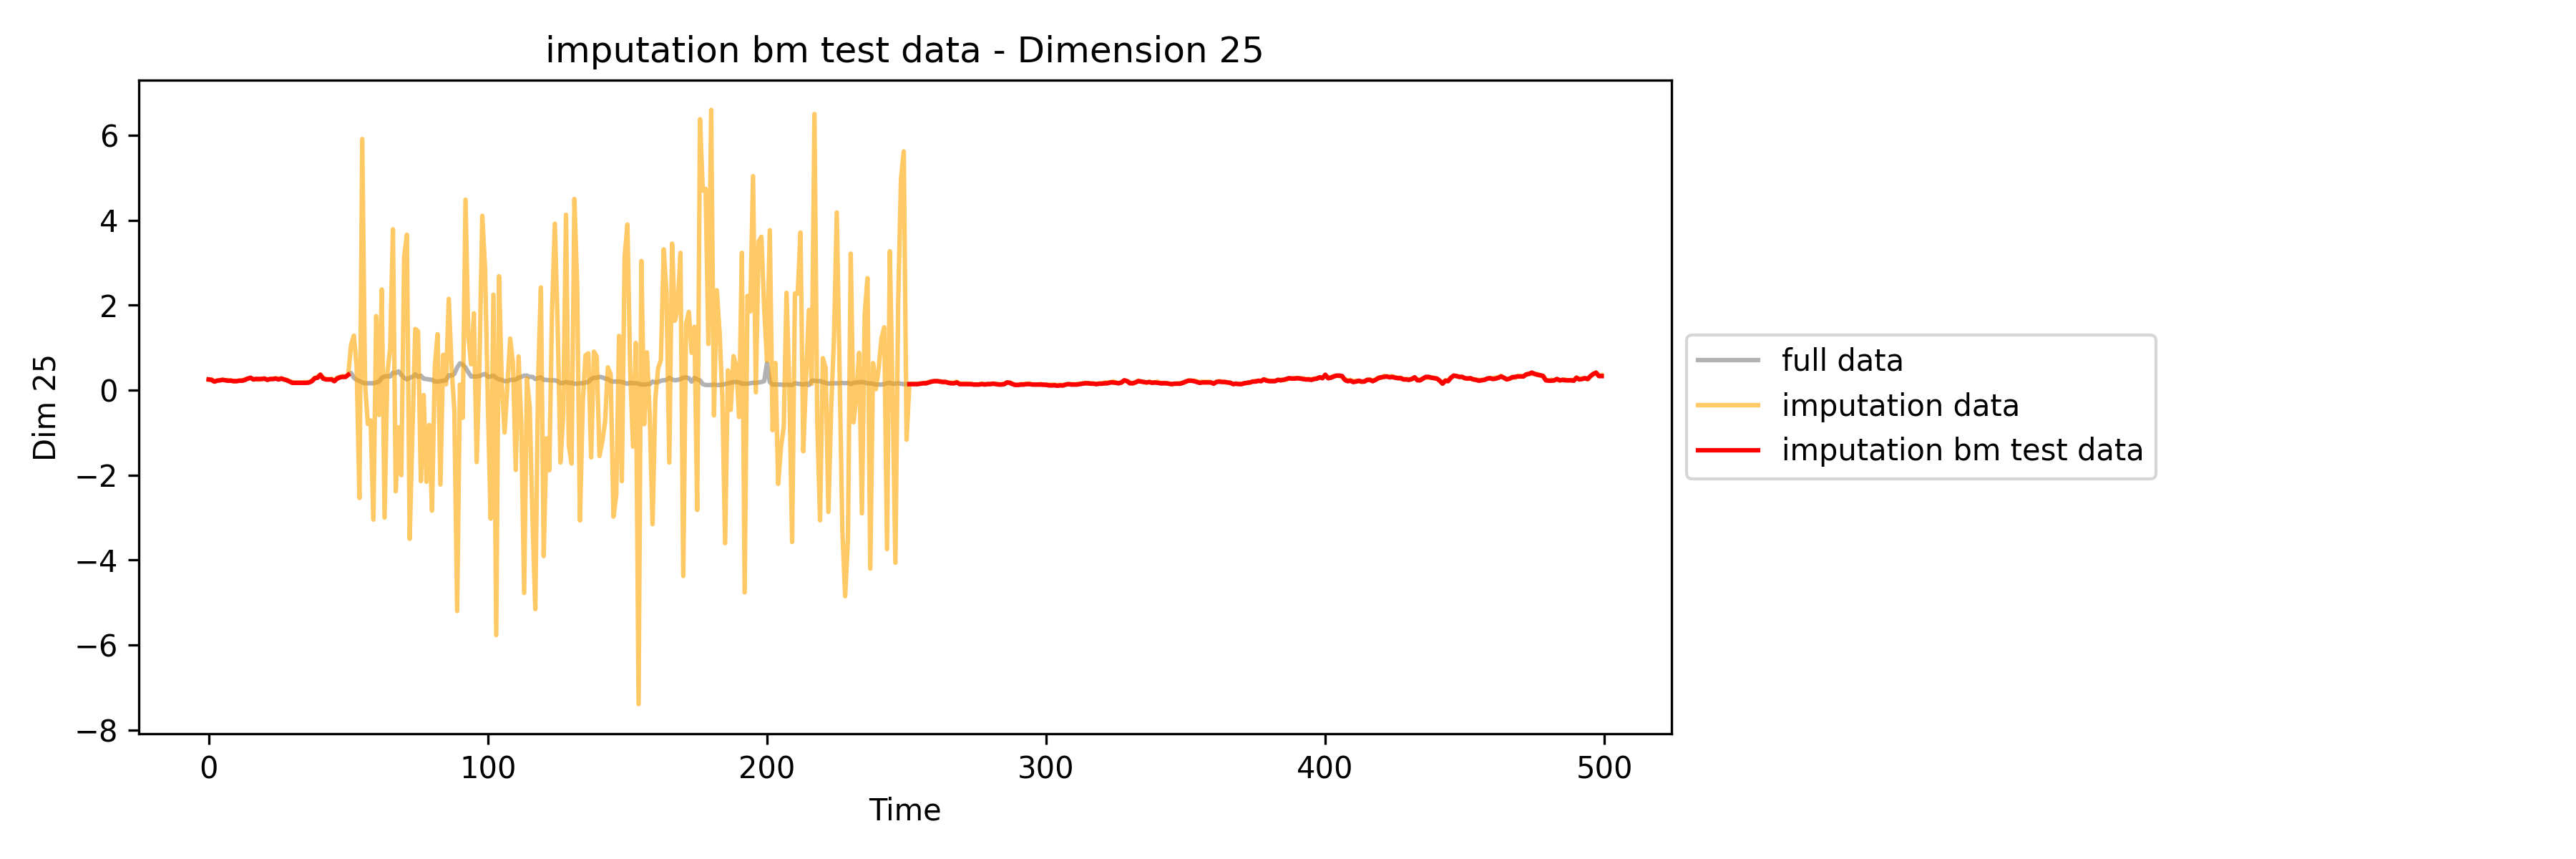 imputation bm test data - Dimension 25
6
4
2
0
−2
−4
−6
−8
Dim 25
0 100 200 300 400 500
Time
full data
imputation data
imputation bm test data